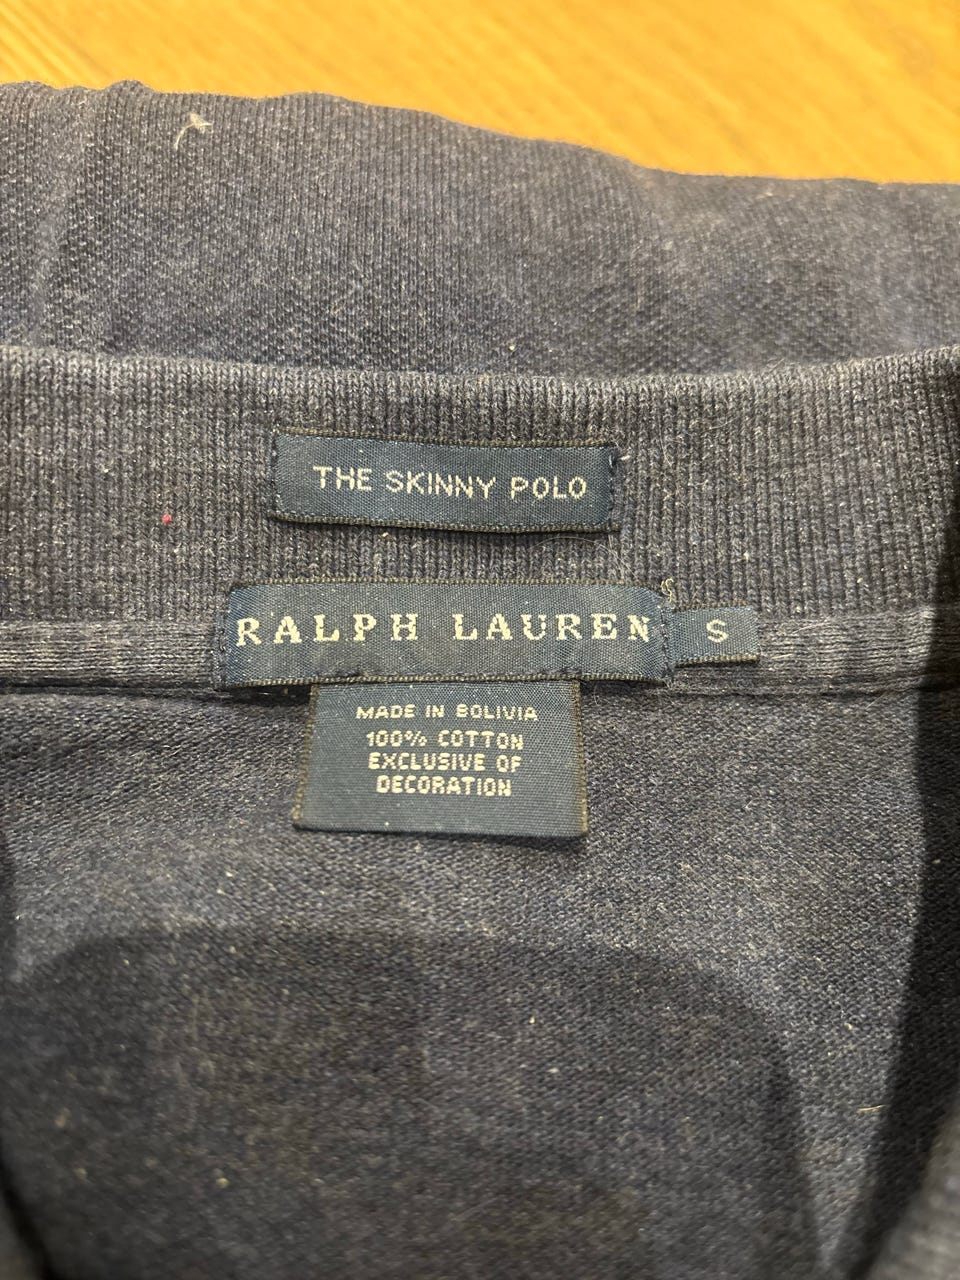 THE SKINNY POLO
RALPH LAUREN
S
MADE IN BOLIVIA
100% COTTON
EXCLUSIVE OF
DECORATION